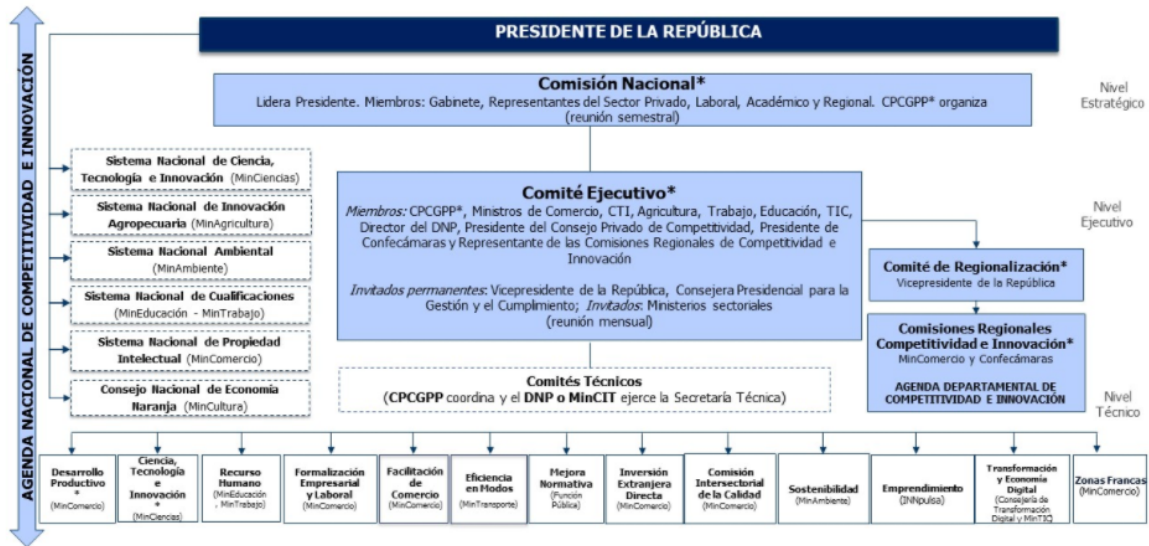 AGENDA NACIONAL DE COMPETITIVIDAD E INNOVACIÓN
PRESIDENTE DE LA REPÚBLICA
Comisión Nacional*
Lidera Presidente. Miembros: Gabinete, Representantes del Sector Privado, Laboral, Académico y Regional. CPCGPP* organiza
(reunión semestral)
Nivel
Estratégico
Sistema Nacional de Ciencia,
Tecnología e Innovación (MinCiencias)
Sistema Nacional de Innovación
Agropecuaria (MinAgricultura)
Sistema Nacional Ambiental
(MinAmbiente)
Sistema Nacional de Cualificaciones
(MinEducación - MinTrabajo)
Sistema Nacional de Propiedad
Intelectual (MinComercio)
Consejo Nacional de Economía
Naranja (MinCultura)
Comité Ejecutivo*
Miembros: CPCGPP*, Ministros de Comercio, CTI, Agricultura, Trabajo, Educación, TIC,
Director del DNP, Presidente del Consejo Privado de Competitividad, Presidente
de Confecámaras y Representante de las Comisiones Regionales de Competitividad e
Innovación
Invitados permanentes: Vicepresidente de la República, Consejera Presidencial para la
Gestión y el Cumplimiento; Invitados: Ministerios sectoriales
(reunión mensual)
Nivel
Ejecutivo
Comité de Regionalización*
Vicepresidente de la República
Comisiones Regionales
Competitividad e Innovación*
MinComercio y Confecámaras
AGENDA DEPARTAMENTAL DE
COMPETITIVIDAD E INNOVACIÓN
Comités Técnicos
(CPCGPP coordina y el DNP o MinCIT ejerce la Secretaría Técnica)
Nivel
Técnico
Desarrollo
Productivo
*
(MinComercio)
Ciencia,
Tecnología
e
Innovación
*
(MinCiencias)
Recurso
Humano
(MinEducación
, MinTrabajo)
Formalización
Empresarial
y Laboral
(MinComercio)
Facilitación
de
Comercio
(MinComercio)
Eficiencia
en Modos
(MinTransporte)
Mejora
Normativa
(Función
Pública)
Inversión
Extranjera
Directa
(MinComercio)
Comisión
Intersectorial
de la Calidad
(MinComercio)
Sostenibilidad
(MinAmbiente)
Emprendimiento
(INNpulsa)
Transformación
y Economía
Digital
(Consejería de
Transformación
Digital y MinTIC)
Zonas Francas
(MinComercio)